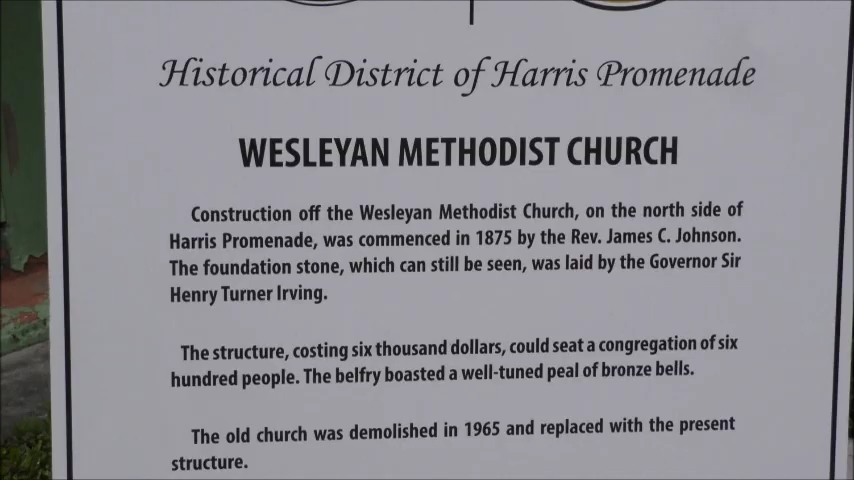 Historical District of Harris Promenade
WESLEYAN METHODIST CHURCH
Construction off the Wesleyan Methodist Church, on the north side of
Harris Promenade, was commenced in 1875 by the Rev. James C. Johnson.
The foundation stone, which can still be seen, was laid by the Governor Sir
Henry Turner Irving.
The structure, costing six thousand dollars, could seat a congregation of six
hundred people. The belfry boasted a well-tuned peal of bronze bells.
The old church was demolished in 1965 and replaced with the present
structure.